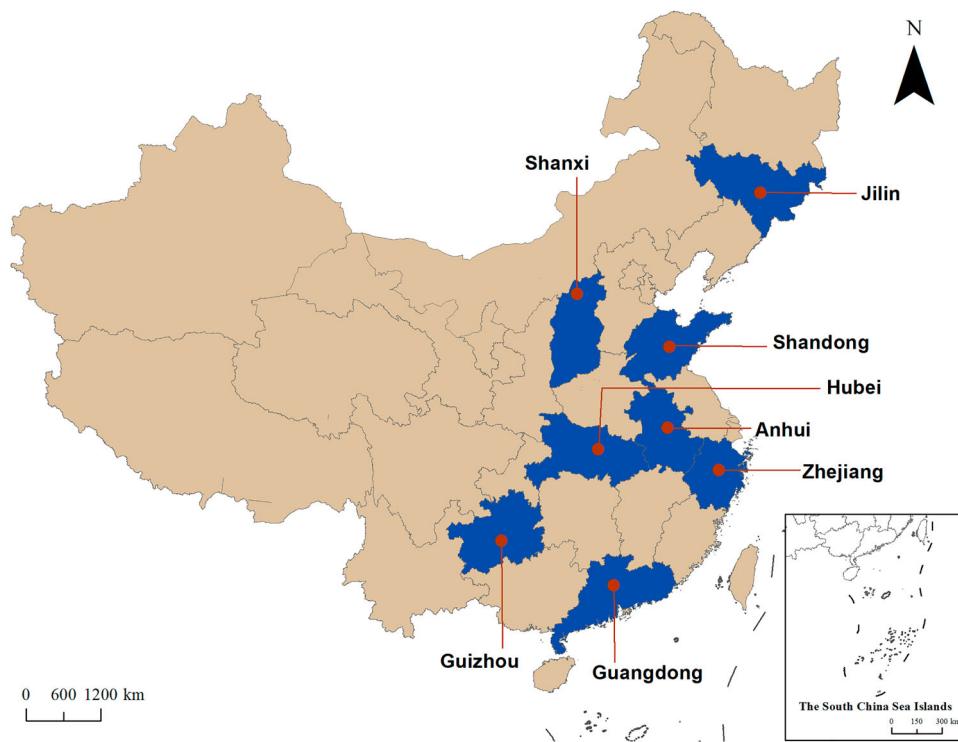 N
Shanxi
Jilin
Shandong
Hubei
Anhui
Zhejiang
Guizhou
Guangdong
0 600 1200 km
The South China Sea Islands
0 150 300 km